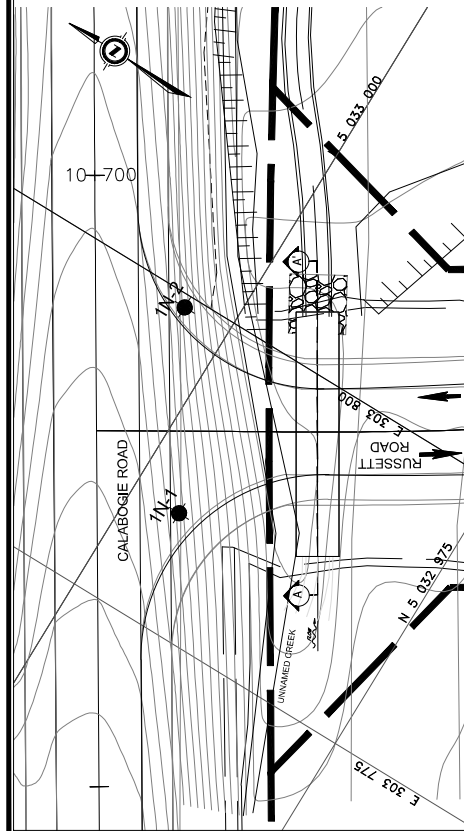 N
5 033 000
10+700
A'
1N-2
E 303 800
RUSSETT
ROAD
CALABOGIE ROAD
1N-1
N 5 032 975
A
UNNAMED CREEK
E 303 775